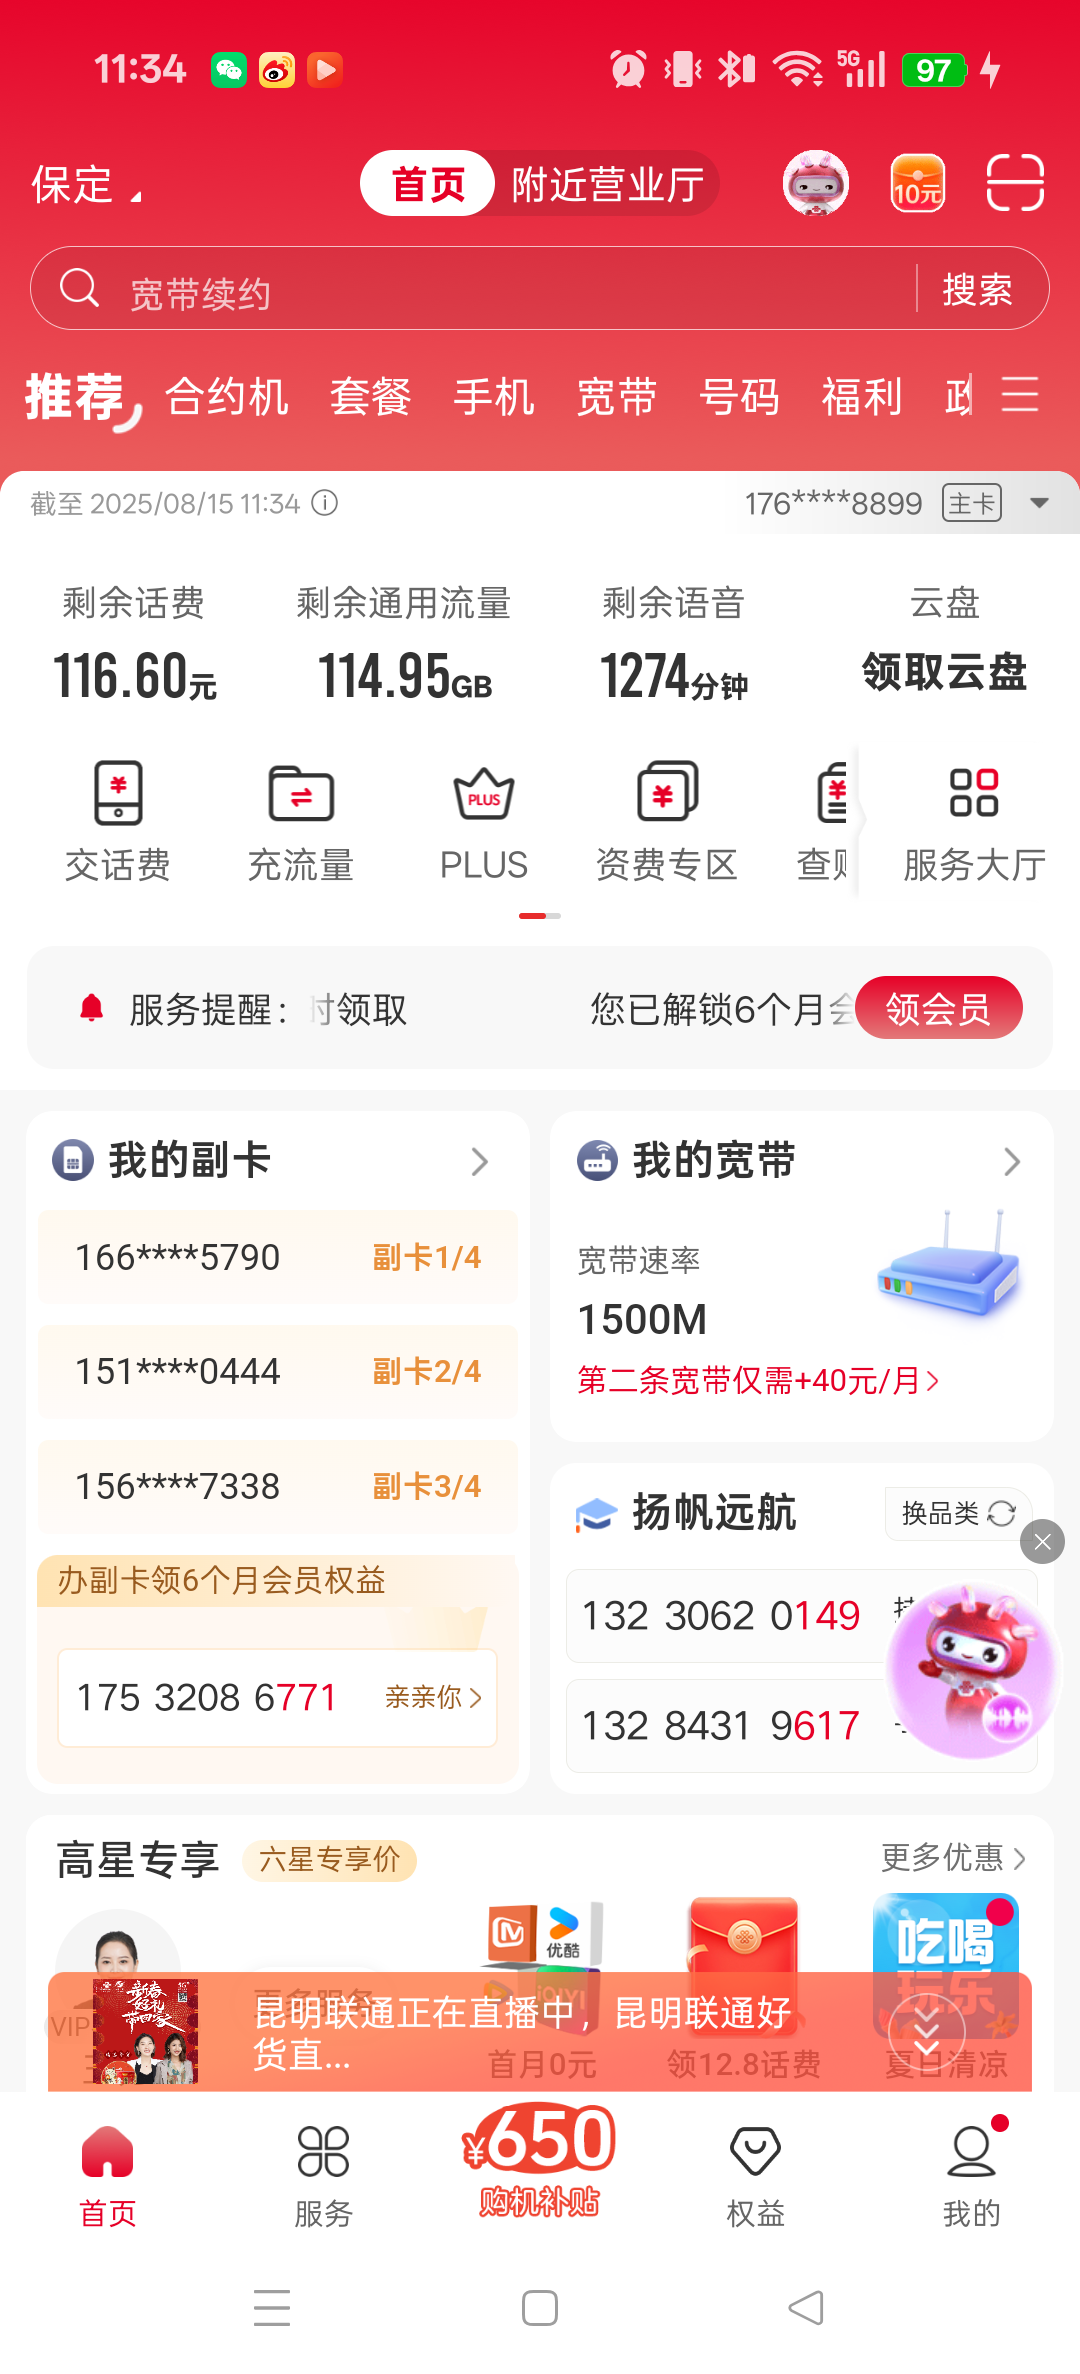 11:34
5G
97
保定
首页
附近营业厅
10元
宽带续约
搜索
推荐
合约机
套餐
手机
宽带
号码
福利
截至 2025/08/15 11:34
176****8899
主卡
剩余话费
剩余通用流量
剩余语音
云盘
116.60元
114.95GB
1274分钟
领取云盘
PLUS
交话费
充流量
PLUS
资费专区
查
服务大厅
服务提醒：
时领取
您已解锁6个月会
领会员
我的副卡
166****5790
副卡1/4
151****0444
副卡2/4
156****7338
副卡3/4
办副卡领6个月会员权益
175 3208 6771
亲亲你
我的宽带
宽带速率
1500M
第二条宽带仅需+40元/月
扬帆远航
换品类
132 3062 0149
132 8431 9617
高星专享
六星专享价
更多优惠
优酷
吃喝
玩乐
VIP
新春
好礼
带回家
昆明联通正在直播中，昆明联通好
货直...
首月0元
领12.8话费
夏日清凉
首页
服务
¥650
购机补贴
权益
我的